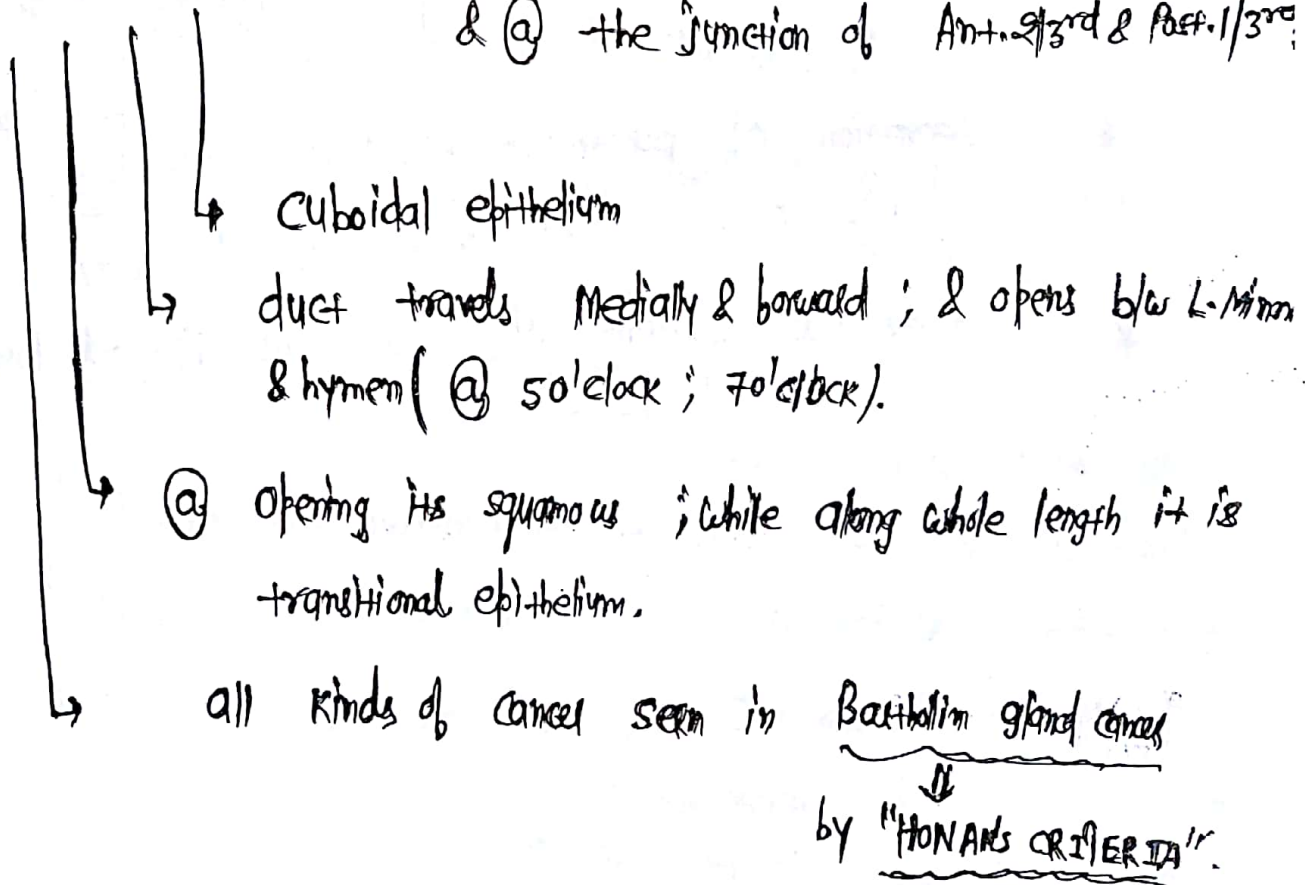 & @ the junction of Ant. 2/3rd & Post. 1/3rd.
Cuboidal epithelium
duct travels Medially & forward ; & opens b/w L. Minora
& hymen ( @ 5 o'clock ; 7 o'clock).
@ opening its squamous ; while along whole length it is
transitional epithelium.
all kinds of cancer seen in Bartholin gland cancer
by "HONAN's CRITERIA".